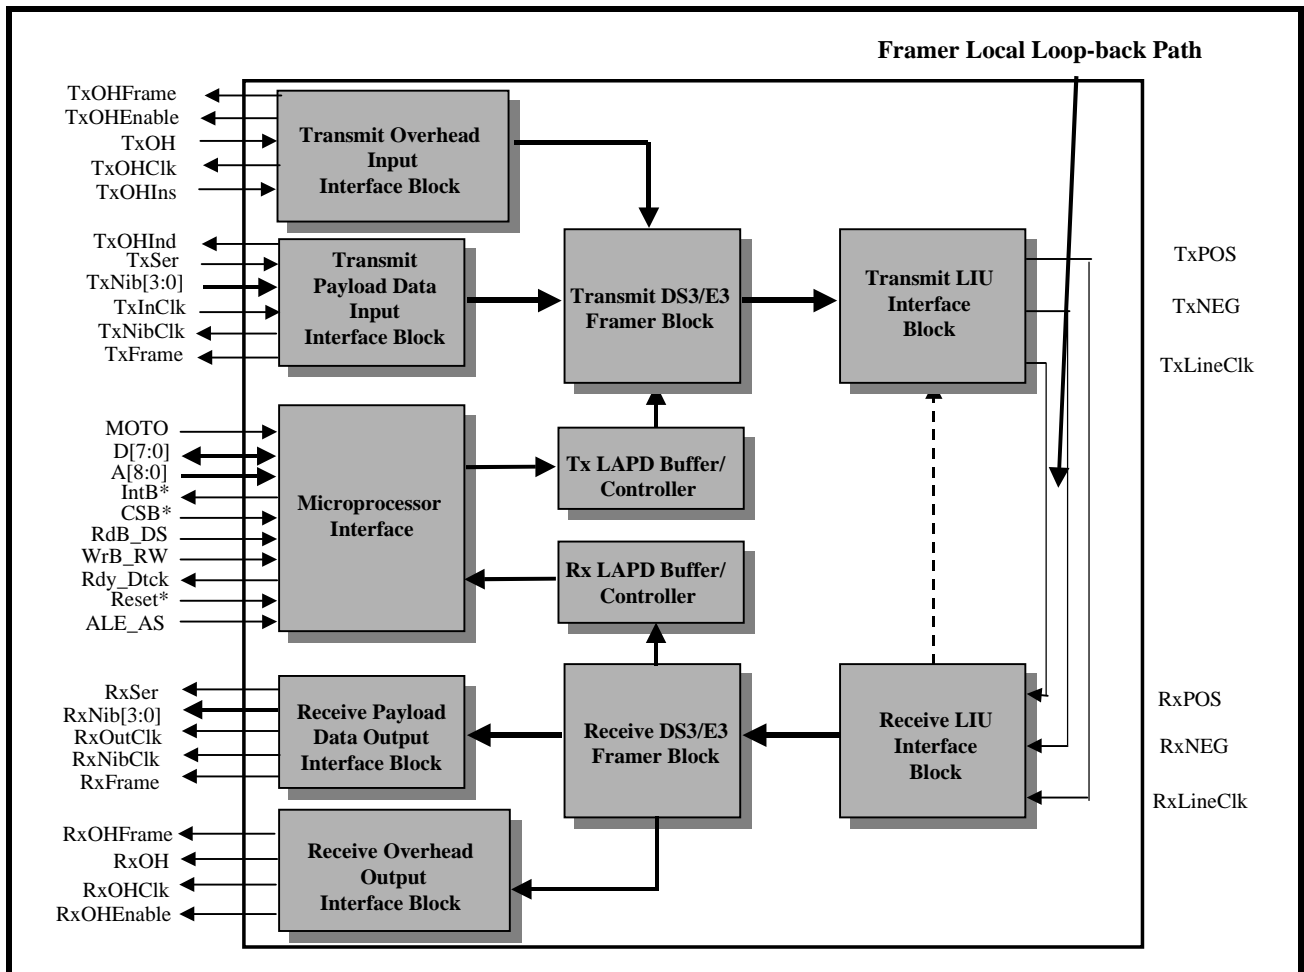 Framer Local Loop-back Path
TxOHFrame
TxOHEnable
TxOH
TxOHClk
TxOHIns
Transmit Overhead
Input
Interface Block
TxOHInd
TxSer
TxNib[3:0]
TxInClk
TxNibClk
TxFrame
Transmit
Payload Data
Input
Interface Block
Transmit DS3/E3
Framer Block
Transmit LIU
Interface
Block
TxPOS
TxNEG
TxLineClk
MOTO
D[7:0]
A[8:0]
IntB*
CSB*
RdB_DS
WrB_RW
Rdy_Dtck
Reset*
ALE_AS
Microprocessor
Interface
Tx LAPD Buffer/
Controller
Rx LAPD Buffer/
Controller
RxSer
RxNib[3:0]
RxOutClk
RxNibClk
RxFrame
Receive Payload
Data Output
Interface Block
Receive DS3/E3
Framer Block
Receive LIU
Interface
Block
RxPOS
RxNEG
RxLineClk
RxOHFrame
RxOH
RxOHClk
RxOHEnable
Receive Overhead
Output
Interface Block